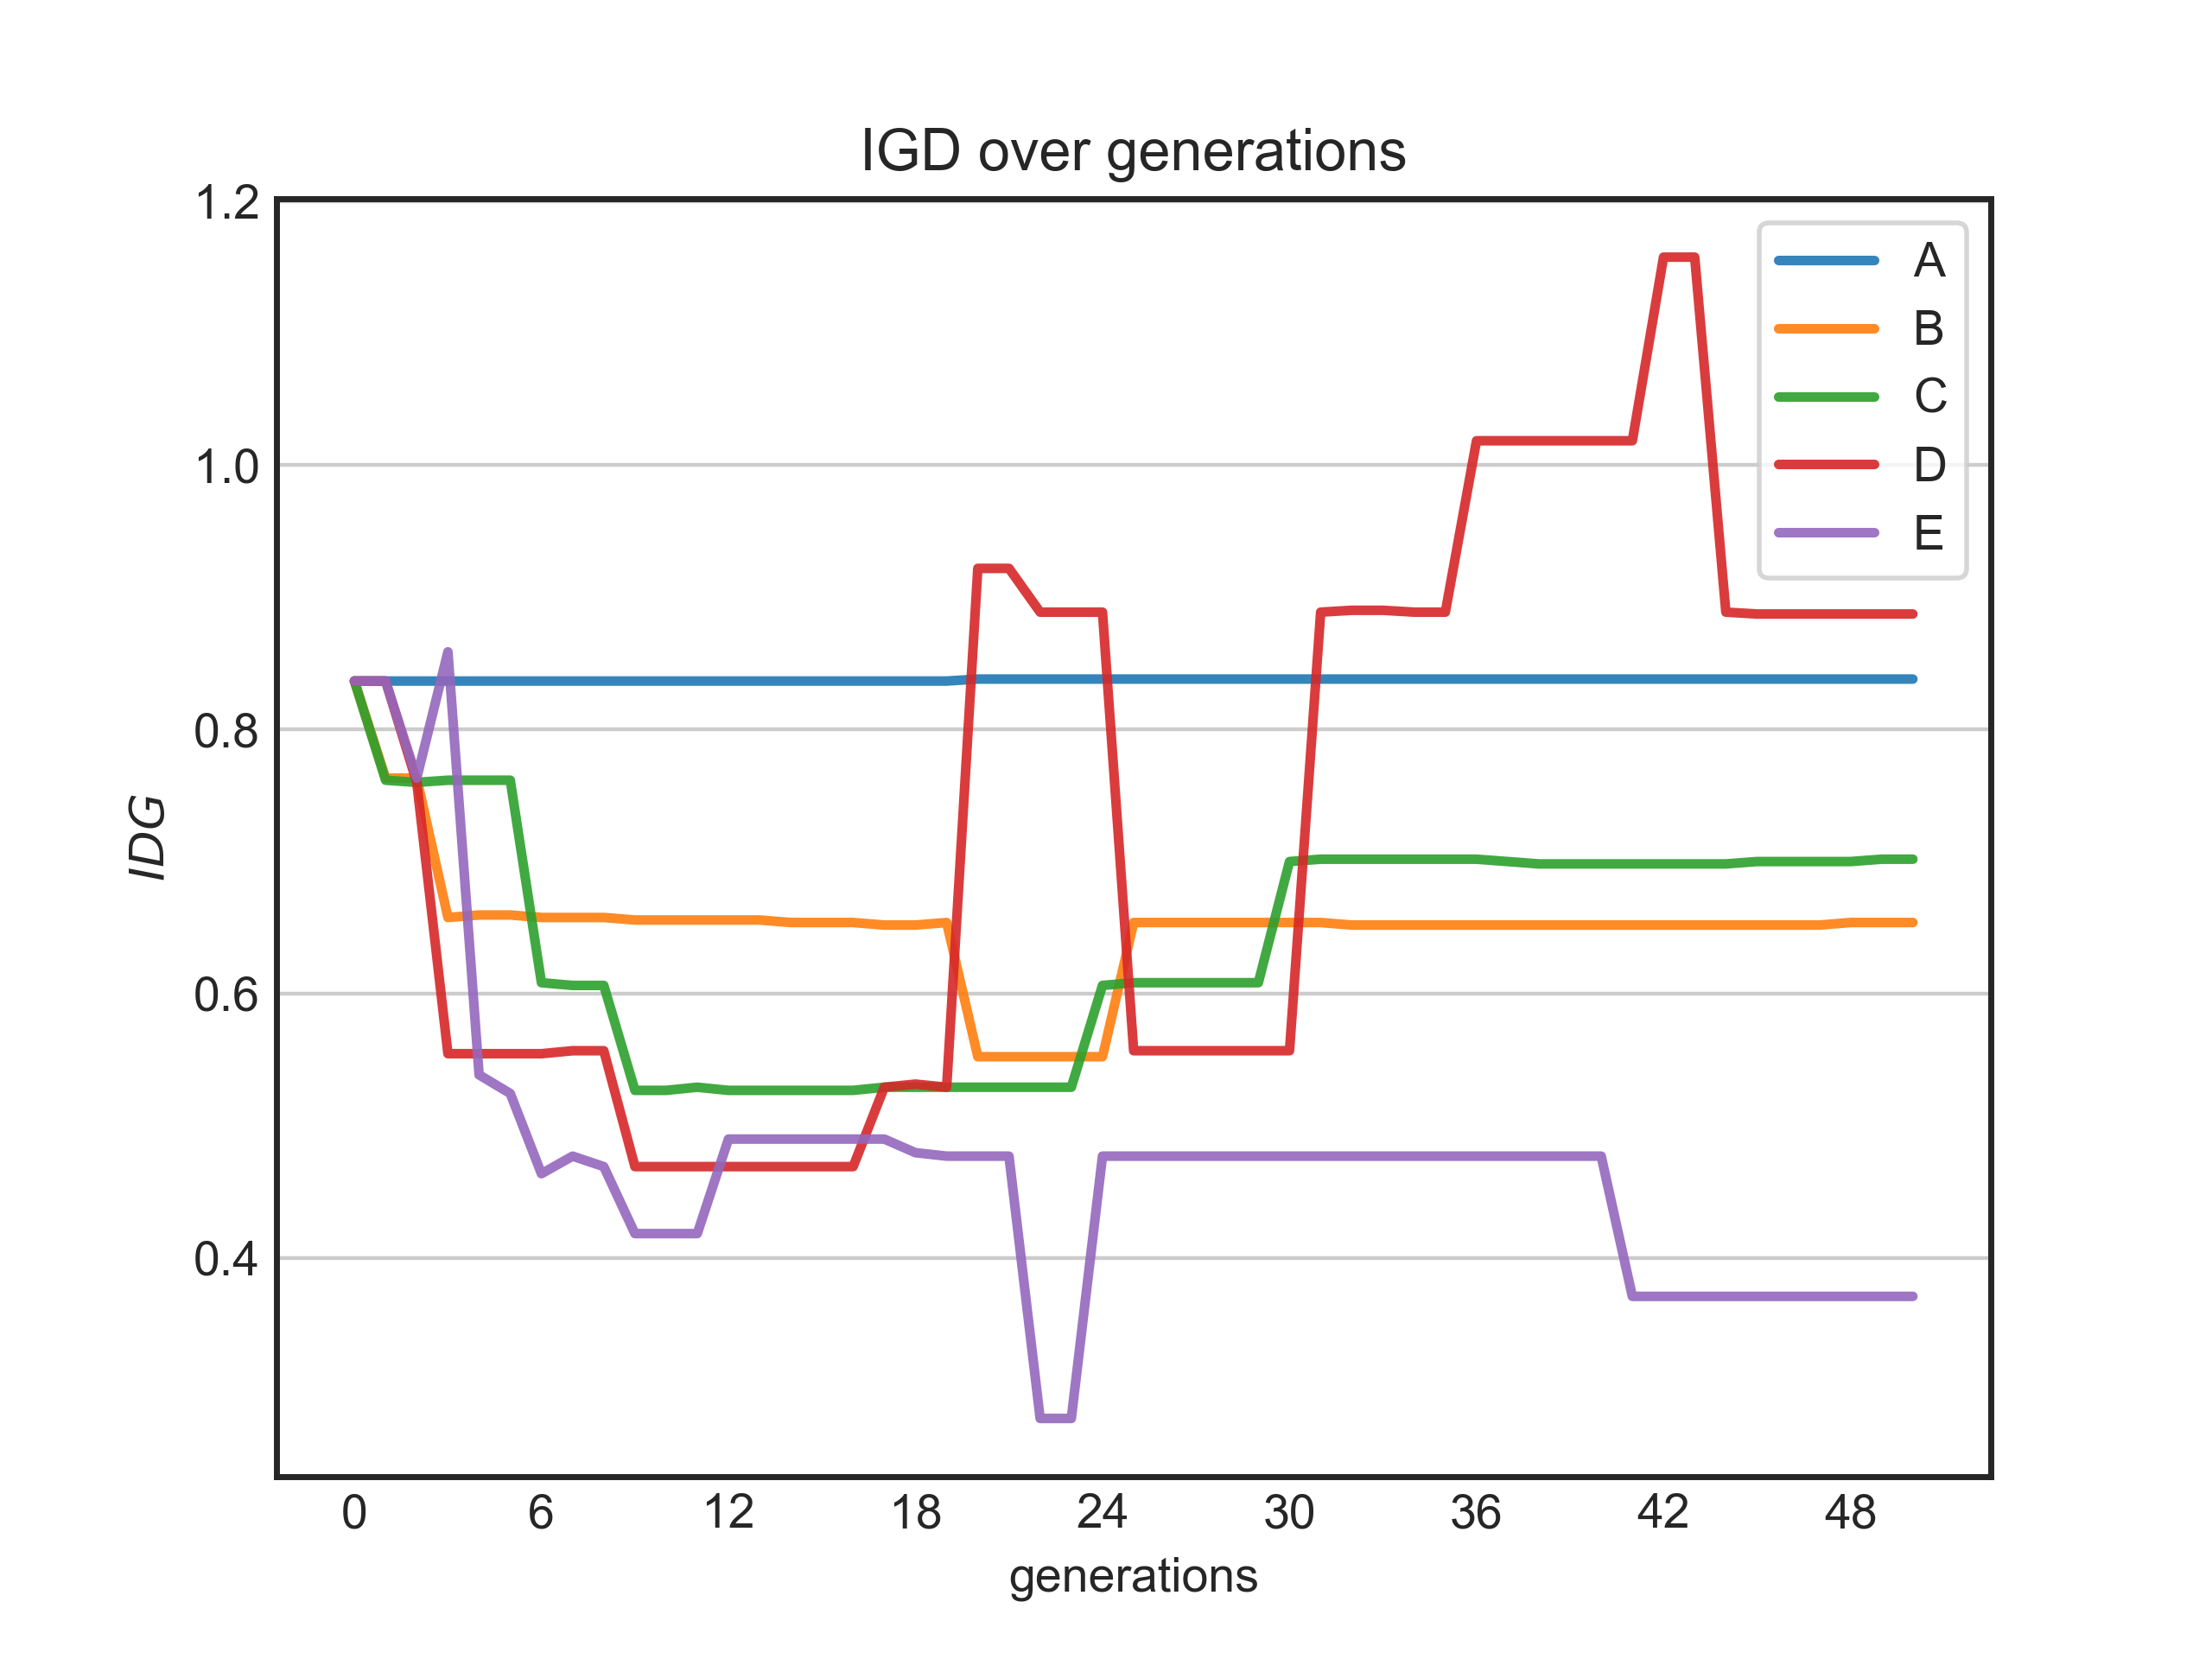 IGD over generations
1.2
1.0
0.8
0.6
0.4
IDG
A
B
C
D
E
0 6 12 18 24 30 36 42 48
generations